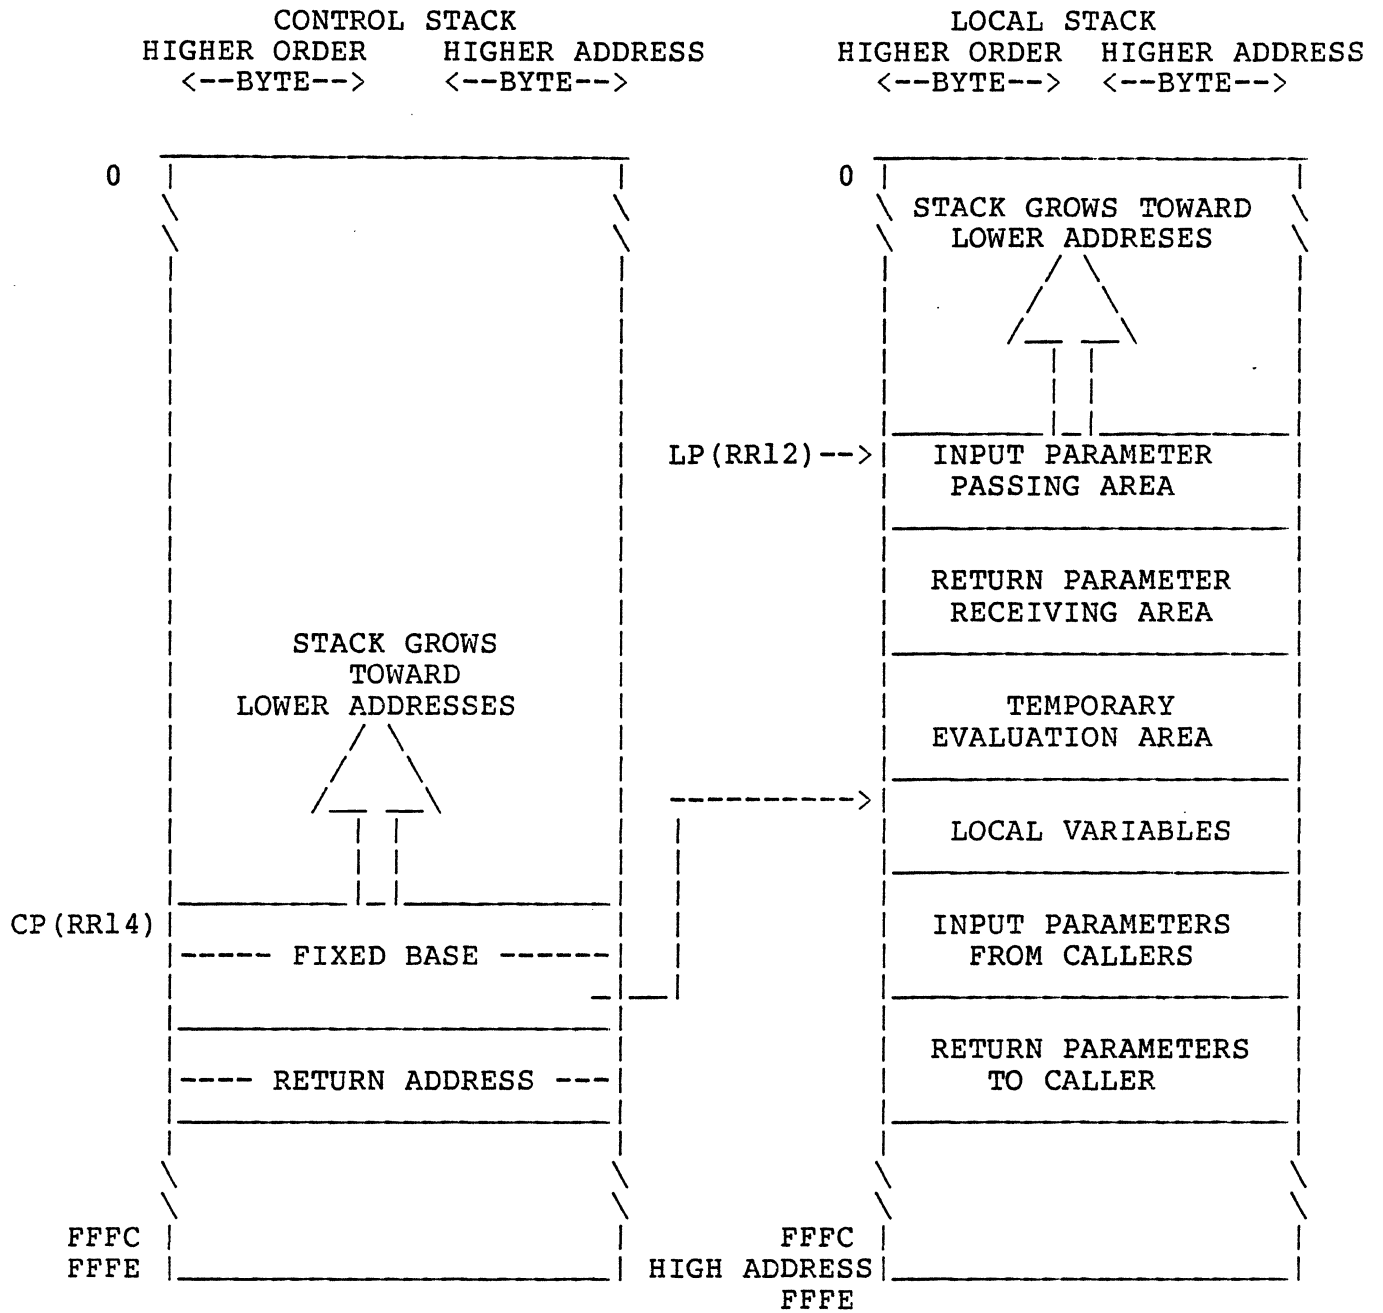 CONTROL STACK
HIGHER ORDER HIGHER ADDRESS
<--BYTE--> <--BYTE-->
0
STACK GROWS
TOWARD
LOWER ADDRESSES
CP(RR14)
----- FIXED BASE ------
---- RETURN ADDRESS ---
FFFC
FFFE
LOCAL STACK
HIGHER ORDER HIGHER ADDRESS
<--BYTE--> <--BYTE-->
0
STACK GROWS TOWARD
LOWER ADDRESES
LP(RR12)-->
INPUT PARAMETER
PASSING AREA
RETURN PARAMETER
RECEIVING AREA
TEMPORARY
EVALUATION AREA
LOCAL VARIABLES
INPUT PARAMETERS
FROM CALLERS
RETURN PARAMETERS
TO CALLER
FFFC
HIGH ADDRESS
FFFE